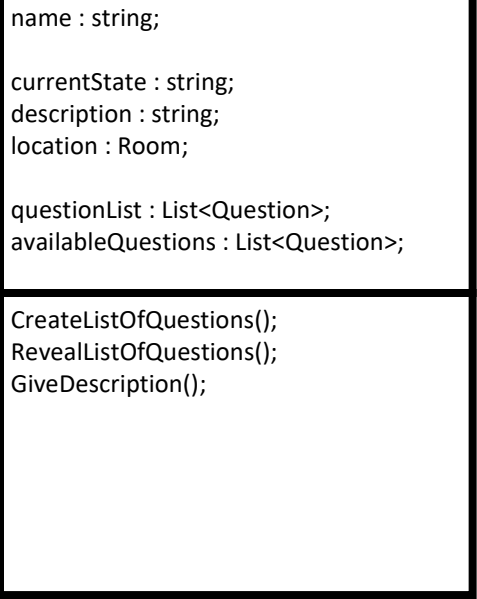 name : string;
currentState : string;
description : string;
location : Room;
questionList : List<Question>;
availableQuestions : List<Question>;
CreateListOfQuestions();
RevealListOfQuestions();
GiveDescription();